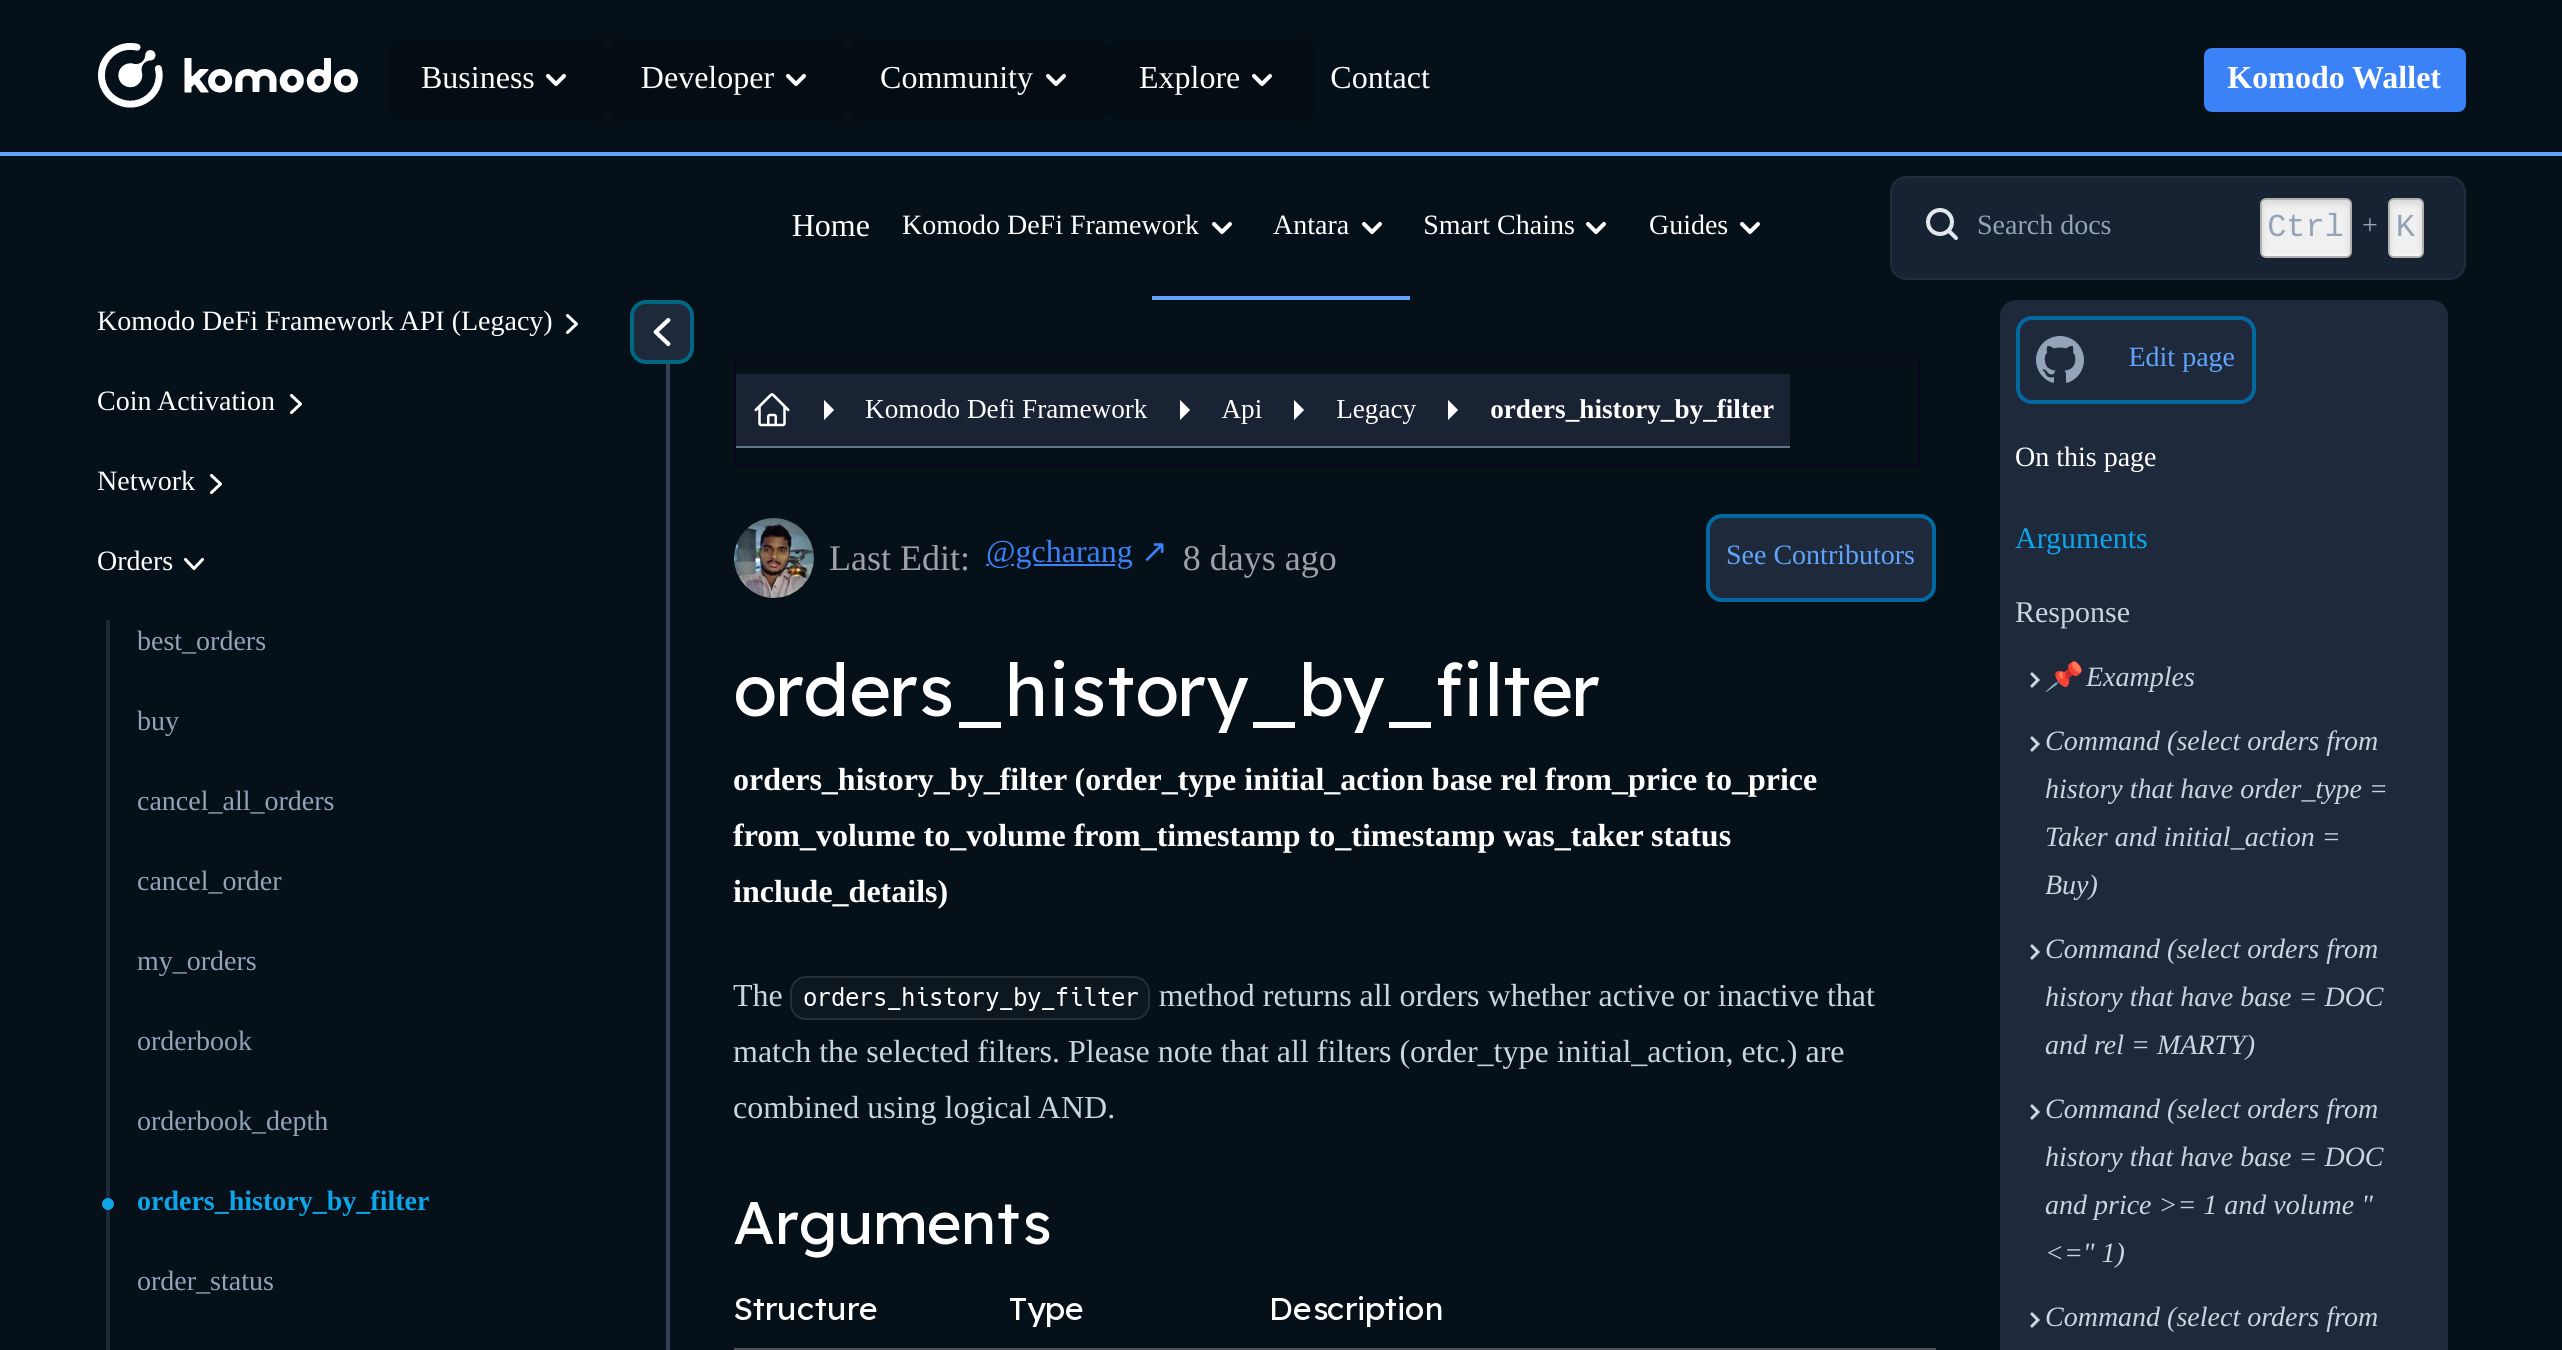 komodo
Business
Developer
Community
Explore
Contact
Komodo Wallet
Home
Komodo DeFi Framework
Antara
Smart Chains
Guides
Search docs
Ctrl + K
Komodo DeFi Framework API (Legacy)
Coin Activation
Network
Orders
best_orders
buy
cancel_all_orders
cancel_order
my_orders
orderbook
orderbook_depth
orders_history_by_filter
order_status
Komodo Defi Framework
Api
Legacy
orders_history_by_filter
Last Edit: @gcharang ↗ 8 days ago
See Contributors
orders_history_by_filter
orders_history_by_filter (order_type initial_action base rel from_price to_price
from_volume to_volume from_timestamp to_timestamp was_taker status
include_details)
The orders_history_by_filter method returns all orders whether active or inactive that
match the selected filters. Please note that all filters (order_type initial_action, etc.) are
combined using logical AND.
Arguments
Structure Type Description
Edit page
On this page
Arguments
Response
📌 Examples
Command (select orders from
history that have order_type =
Taker and initial_action =
Buy)
Command (select orders from
history that have base = DOC
and rel = MARTY)
Command (select orders from
history that have base = DOC
and price >= 1 and volume "
<=" 1)
Command (select orders from